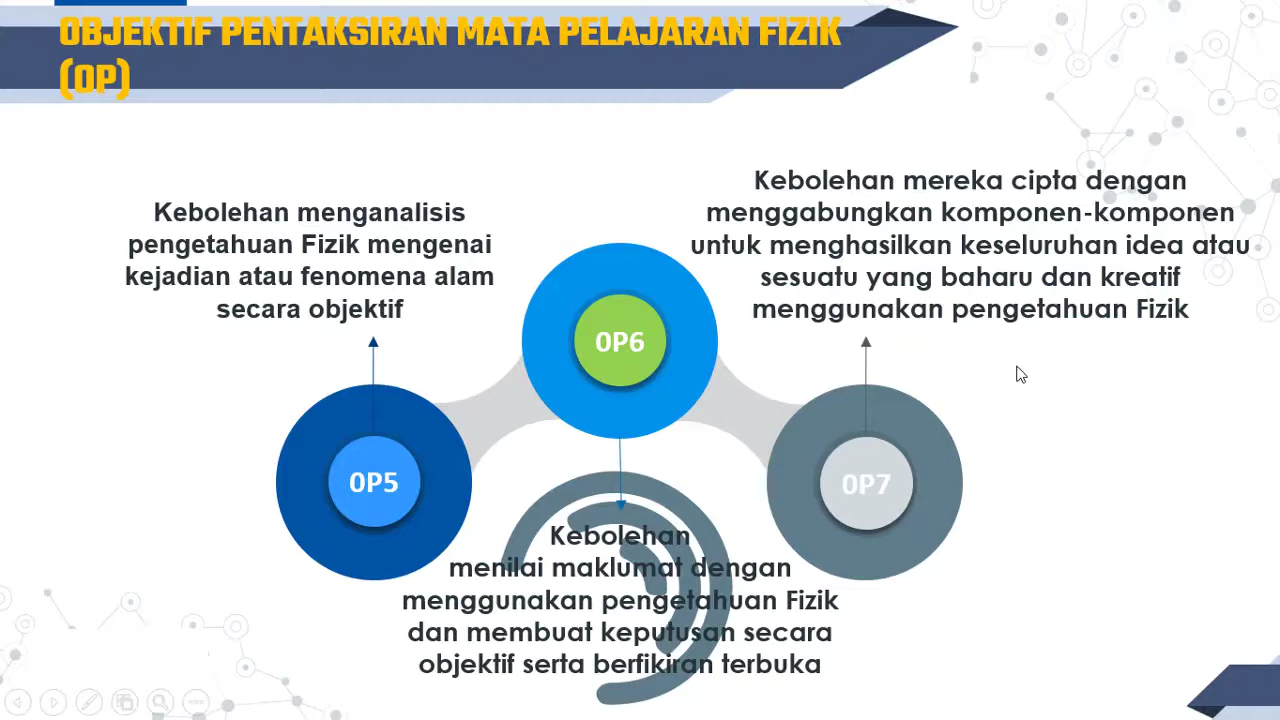 OBJEKTIF PENTAKSIRAN MATA PELAJARAN FIZIK
(OP)
Kebolehan menganalisis
pengetahuan Fizik mengenai
kejadian atau fenomena alam
secara objektif
Kebolehan mereka cipta dengan
menggabungkan komponen-komponen
untuk menghasilkan keseluruhan idea atau
sesuatu yang baharu dan kreatif
menggunakan pengetahuan Fizik
OP6
OP5
OP7
Kebolehan
menilai maklumat dengan
menggunakan pengetahuan Fizik
dan membuat keputusan secara
objektif serta berfikiran terbuka